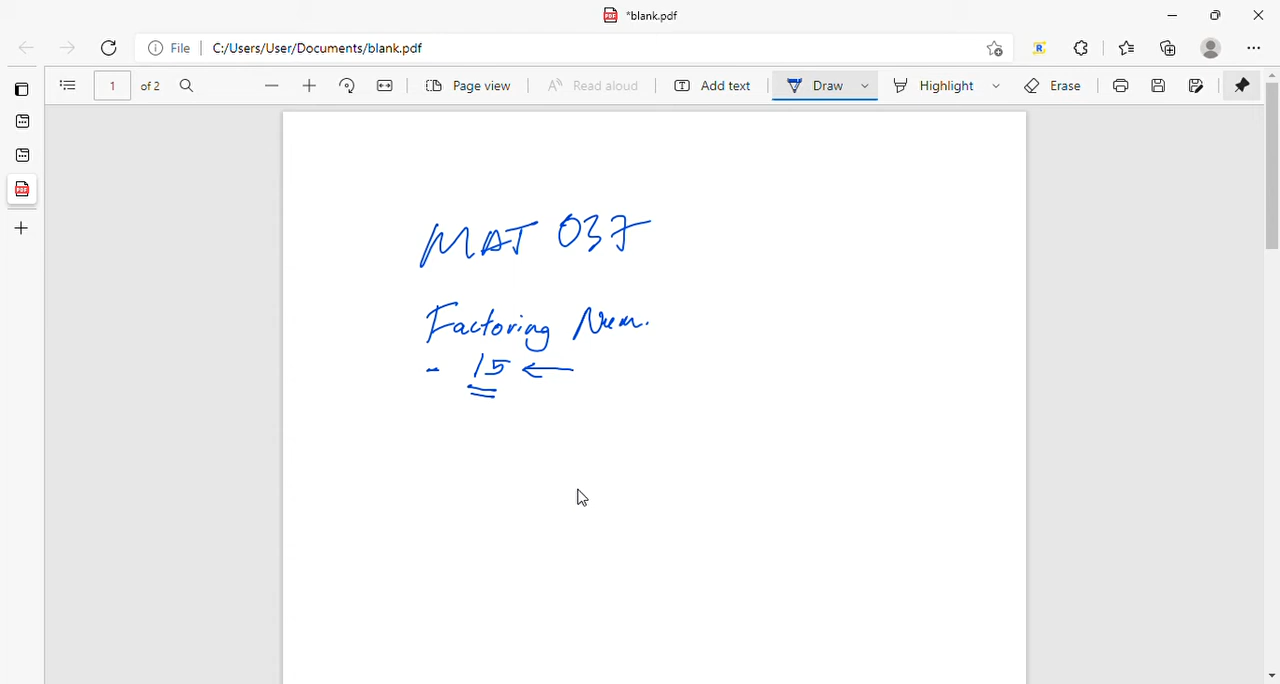 *blank.pdf
File C:/Users/User/Documents/blank.pdf
1 of 2 Page view Read aloud Add text Draw Highlight Erase
MAT 037
Factoring Num.
- 15 ←